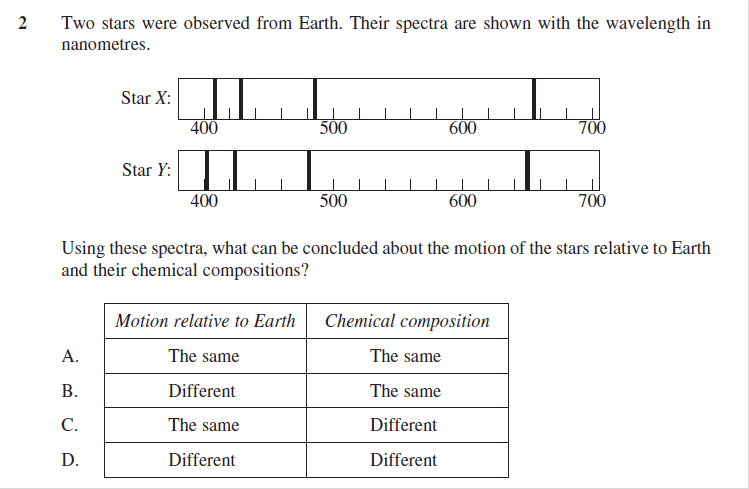 2 Two stars were observed from Earth. Their spectra are shown with the wavelength in
nanometres.
Star X:
400 500 600 700
Star Y:
400 500 600 700
Using these spectra, what can be concluded about the motion of the stars relative to Earth
and their chemical compositions?
Motion relative to Earth Chemical composition
A. The same The same
B. Different The same
C. The same Different
D. Different Different